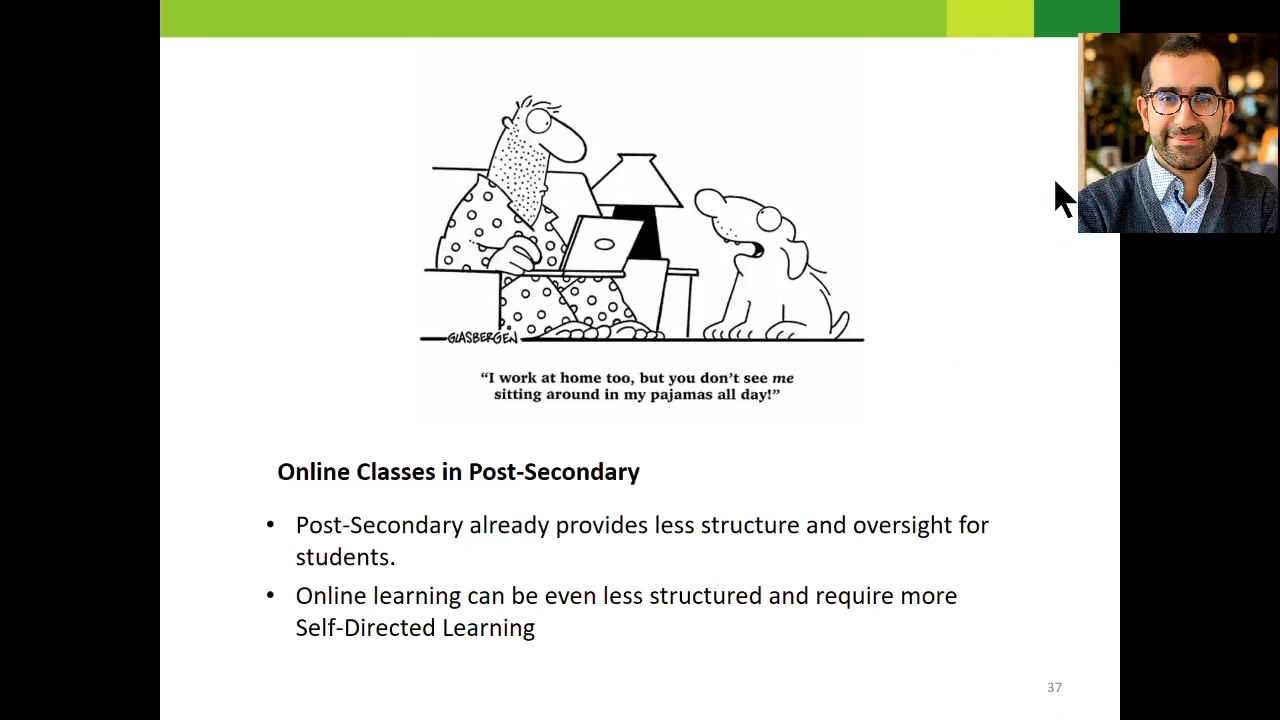 GLASBERGEN
“I work at home too, but you don’t see me
sitting around in my pajamas all day!”
Online Classes in Post-Secondary
• Post-Secondary already provides less structure and oversight for
students.
• Online learning can be even less structured and require more
Self-Directed Learning
37